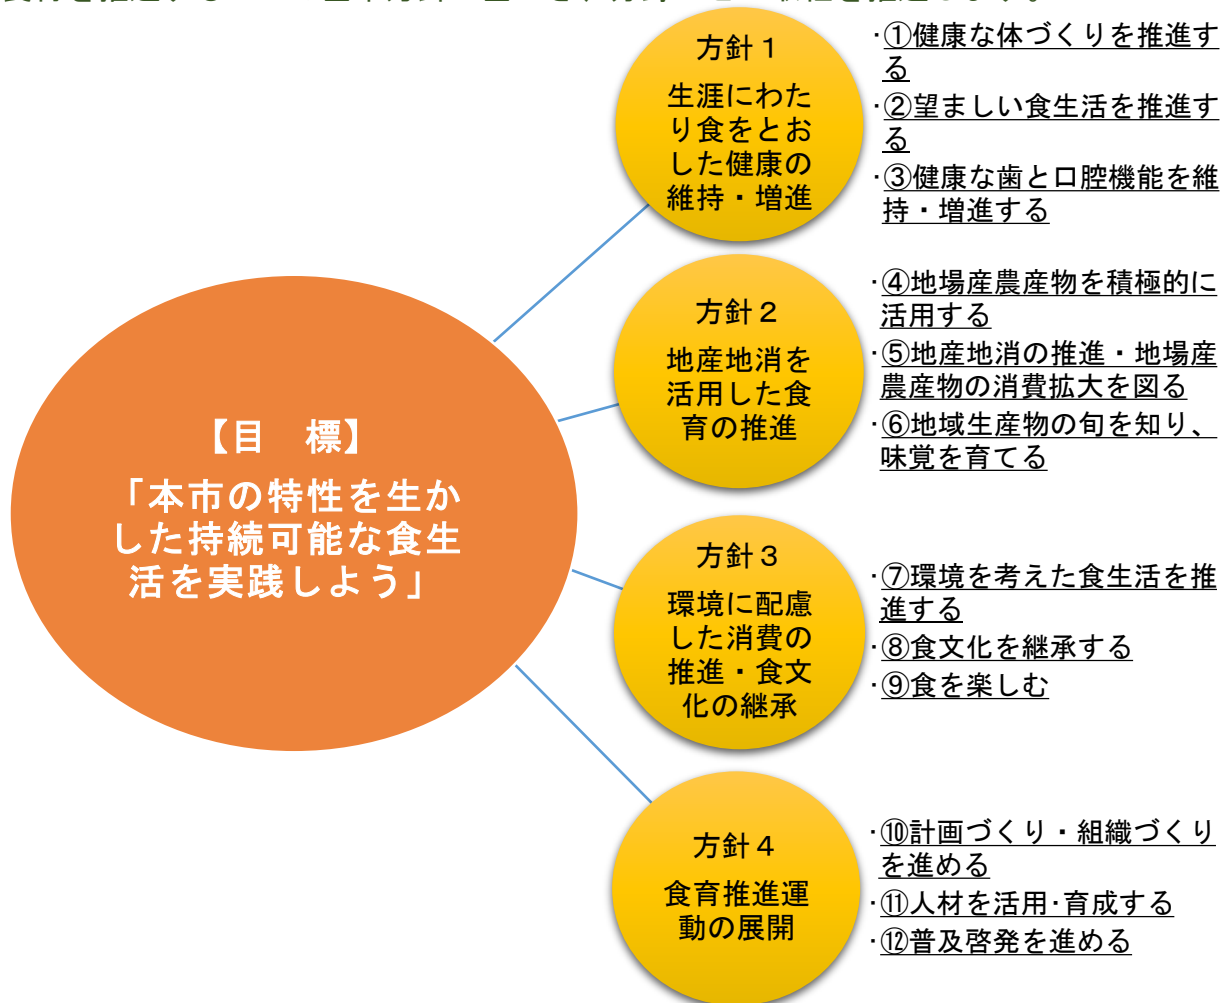 方針１
生涯にわた
り食をとお
した健康の
維持・増進
・①健康な体づくりを推進す
る
・②望ましい食生活を推進す
る
・③健康な歯と口腔機能を維
持・増進する
【目　標】
「本市の特性を生か
した持続可能な食生
活を実践しよう」
方針２
地産地消を
活用した食
育の推進
・④地場産農産物を積極的に
活用する
・⑤地産地消の推進・地場産
農産物の消費拡大を図る
・⑥地域生産物の旬を知り、
味覚を育てる
方針３
環境に配慮
した消費の
推進・食文
化の継承
・⑦環境を考えた食生活を推
進する
・⑧食文化を継承する
・⑨食を楽しむ
方針４
食育推進運
動の展開
・⑩計画づくり・組織づくり
を進める
・⑪人材を活用・育成する
・⑫普及啓発を進める